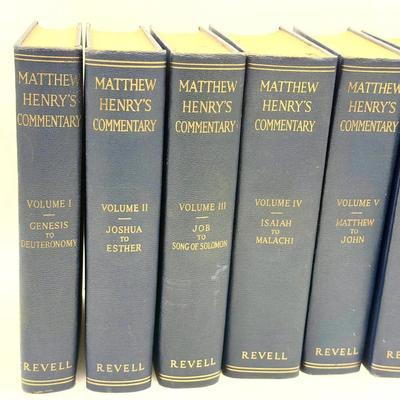 MATTHEW
HENRY'S
COMMENTARY
VOLUME I
GENESIS
TO
DEUTERONOMY
REVELL
MATTHEW
HENRY'S
COMMENTARY
VOLUME II
JOSHUA
TO
ESTHER
REVELL
MATTHEW
HENRY'S
COMMENTARY
VOLUME III
JOB
TO
SONG OF SOLOMON
REVELL
MATTHEW
HENRY'S
COMMENTARY
VOLUME IV
ISAIAH
TO
MALACHI
REVELL
MATTHEW
HENRY'S
COMMENTARY
VOLUME V
MATTHEW
TO
JOHN
REVELL